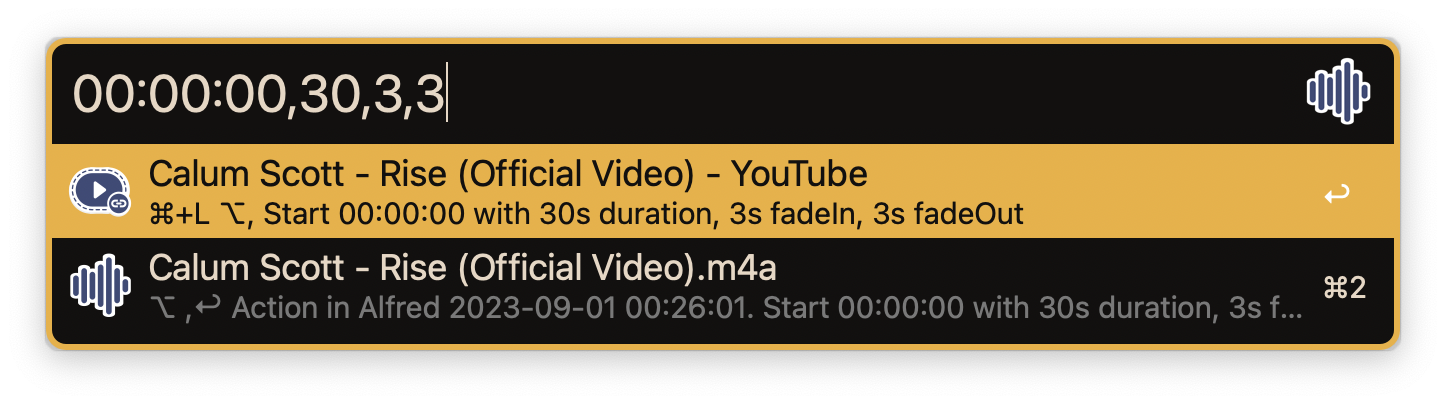 00:00:00,30,3,3
Calum Scott - Rise (Official Video) - YouTube
⌘+L ⌥, Start 00:00:00 with 30s duration, 3s fadeIn, 3s fadeOut
↩
Calum Scott - Rise (Official Video).m4a
⌥ ,↩ Action in Alfred 2023-09-01 00:26:01. Start 00:00:00 with 30s duration, 3s f...
⌘2